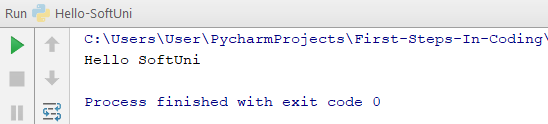 Run Hello-SoftUni
C:\Users\User\PycharmProjects\First-Steps-In-Coding\
Hello SoftUni
Process finished with exit code 0